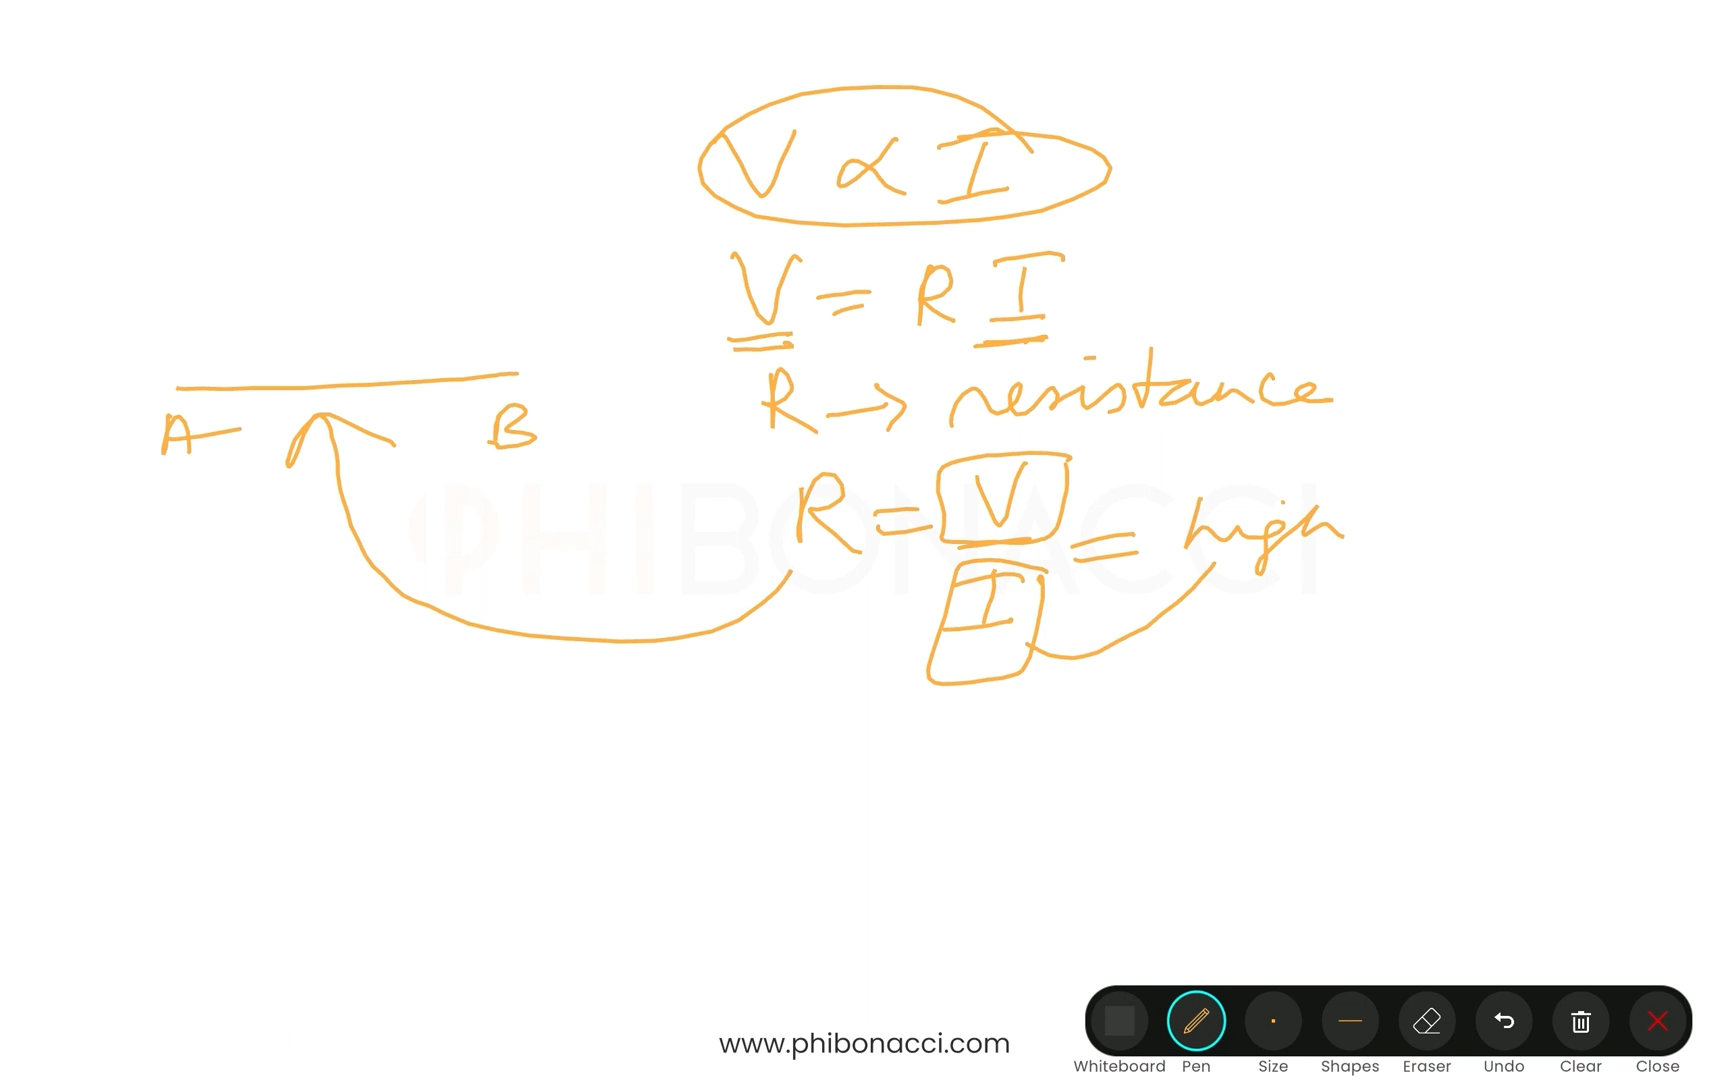 V ∝ I
V = R I
R → resistance
A B
R = V / I = high
PHIBONACCI
www.phibonacci.com
Whiteboard Pen Size Shapes Eraser Undo Clear Close